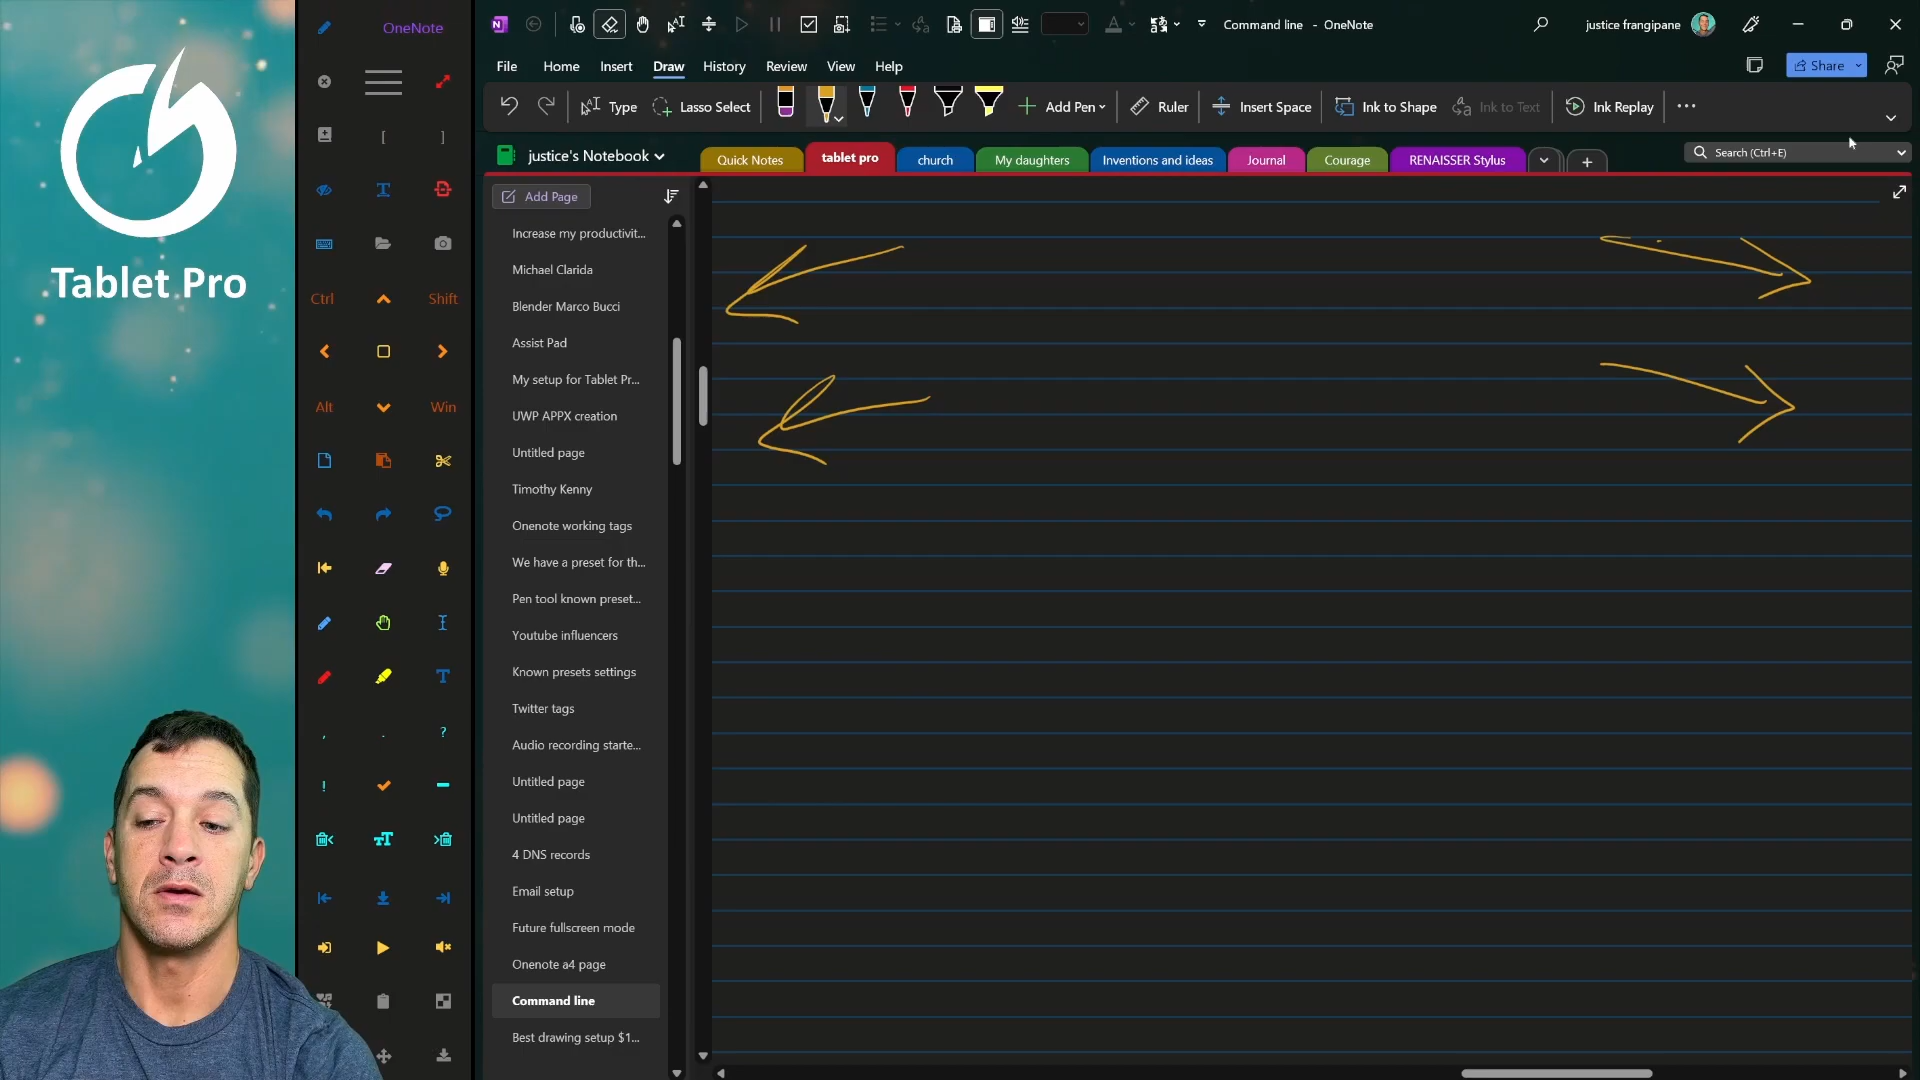 Tablet Pro
OneNote
[ ]
Ctrl Shift
Alt Win
T
, . ?
!
Command line - OneNote
justice frangipane
File Home Insert Draw History Review View Help
Share
Type Lasso Select Add Pen Ruler Insert Space Ink to Shape Ink to Text Ink Replay
justice's Notebook
Quick Notes tablet pro church My daughters Inventions and ideas Journal Courage RENAISSER Stylus
Search (Ctrl+E)
Add Page
Increase my productivit...
Michael Clarida
Blender Marco Bucci
Assist Pad
My setup for Tablet Pr...
UWP APPX creation
Untitled page
Timothy Kenny
Onenote working tags
We have a preset for th...
Pen tool known preset...
Youtube influencers
Known presets settings
Twitter tags
Audio recording starte...
Untitled page
Untitled page
4 DNS records
Email setup
Future fullscreen mode
Onenote a4 page
Command line
Best drawing setup $1...